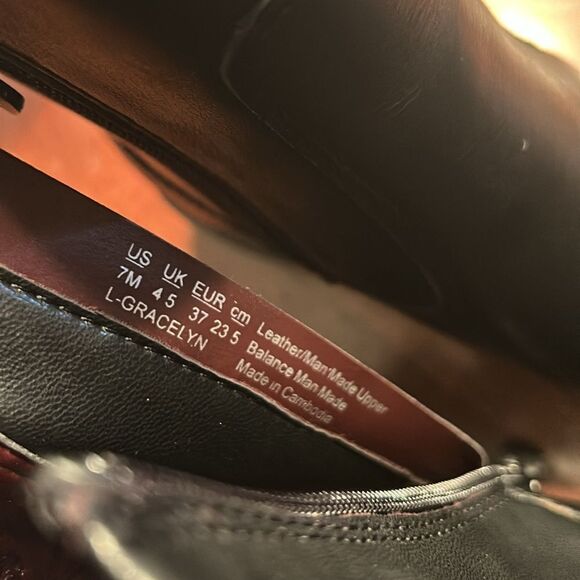 US UK EUR cm
7M 4 5 37 23 5
L-GRACELYN
Leather/Man Made Upper
Balance Man Made
Made in Cambodia